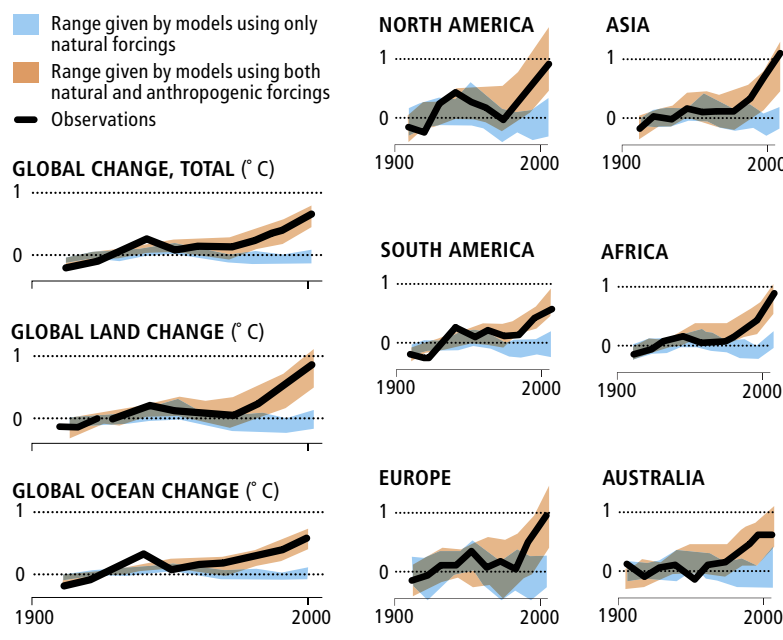 Range given by models using only
natural forcings
Range given by models using both
natural and anthropogenic forcings
Observations
GLOBAL CHANGE, TOTAL (˚ C)
1
0
GLOBAL LAND CHANGE (˚ C)
1
0
GLOBAL OCEAN CHANGE (˚ C)
1
0
1900 2000
NORTH AMERICA
1
0
1900 2000
ASIA
1
0
1900 2000
SOUTH AMERICA
1
0
1900 2000
AFRICA
1
0
1900 2000
EUROPE
1
0
1900 2000
AUSTRALIA
1
0
1900 2000